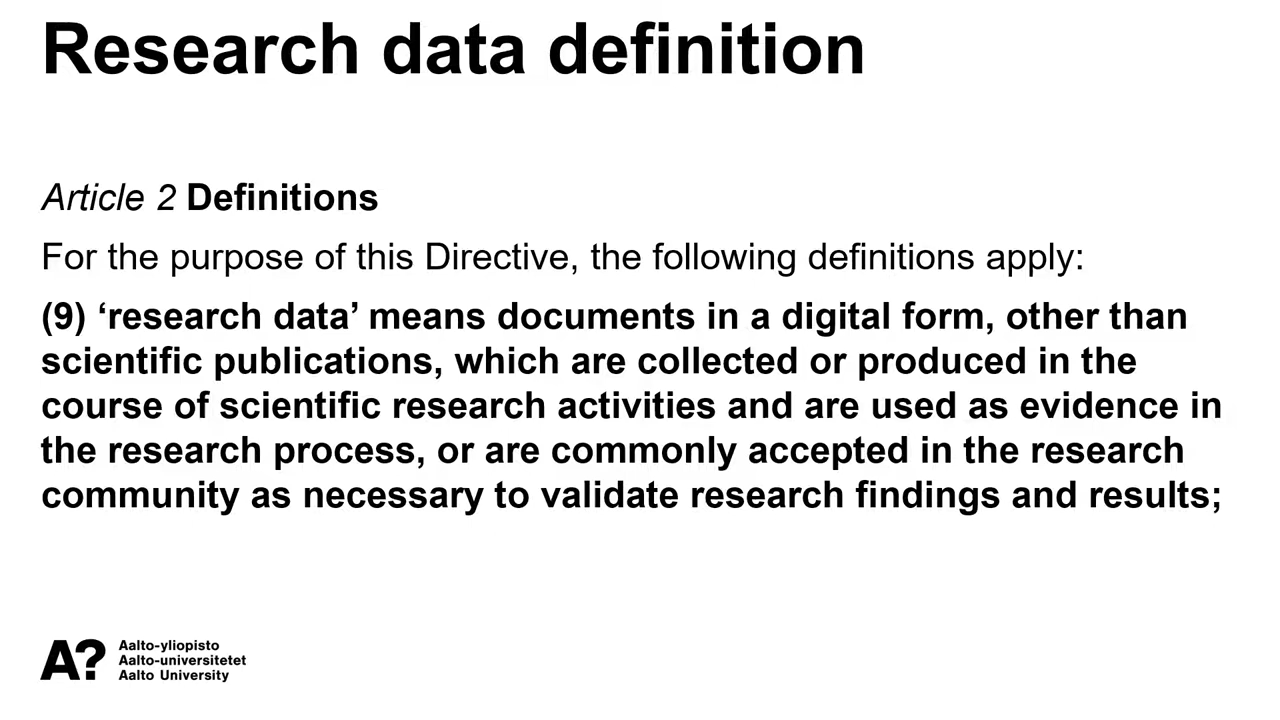 Research data definition
Article 2 Definitions
For the purpose of this Directive, the following definitions apply:
(9) ‘research data’ means documents in a digital form, other than
scientific publications, which are collected or produced in the
course of scientific research activities and are used as evidence in
the research process, or are commonly accepted in the research
community as necessary to validate research findings and results;
A?
Aalto-yliopisto
Aalto-universitetet
Aalto University